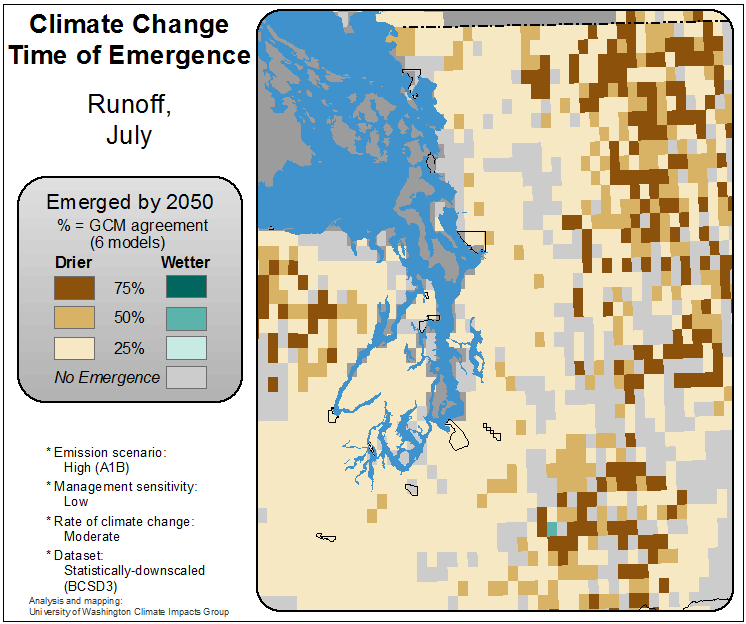 Climate Change
Time of Emergence
Runoff,
July
Emerged by 2050
% = GCM agreement
(6 models)
Drier Wetter
75%
50%
25%
No Emergence
* Emission scenario:
High (A1B)
* Management sensitivity:
Low
* Rate of climate change:
Moderate
* Dataset:
Statistically-downscaled
(BCSD3)
Analysis and mapping:
University of Washington Climate Impacts Group